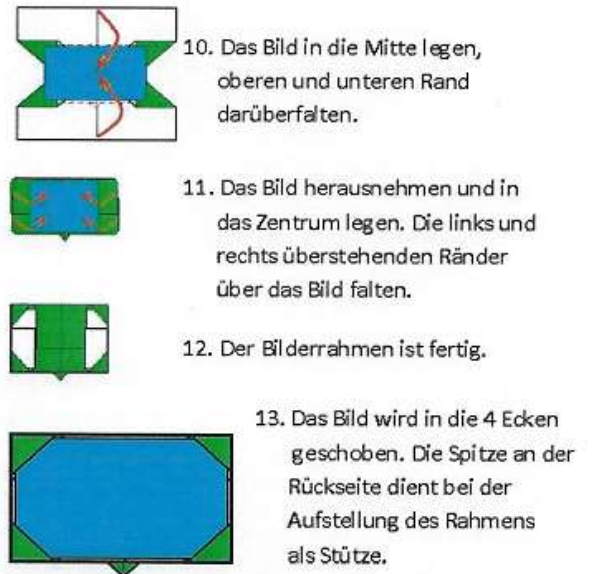 10. Das Bild in die Mitte legen,
oberen und unteren Rand
darüberfalten.
11. Das Bild herausnehmen und in
das Zentrum legen. Die links und
rechts überstehenden Ränder
über das Bild falten.
12. Der Bilderrahmen ist fertig.
13. Das Bild wird in die 4 Ecken
geschoben. Die Spitze an der
Rückseite dient bei der
Aufstellung des Rahmens
als Stütze.